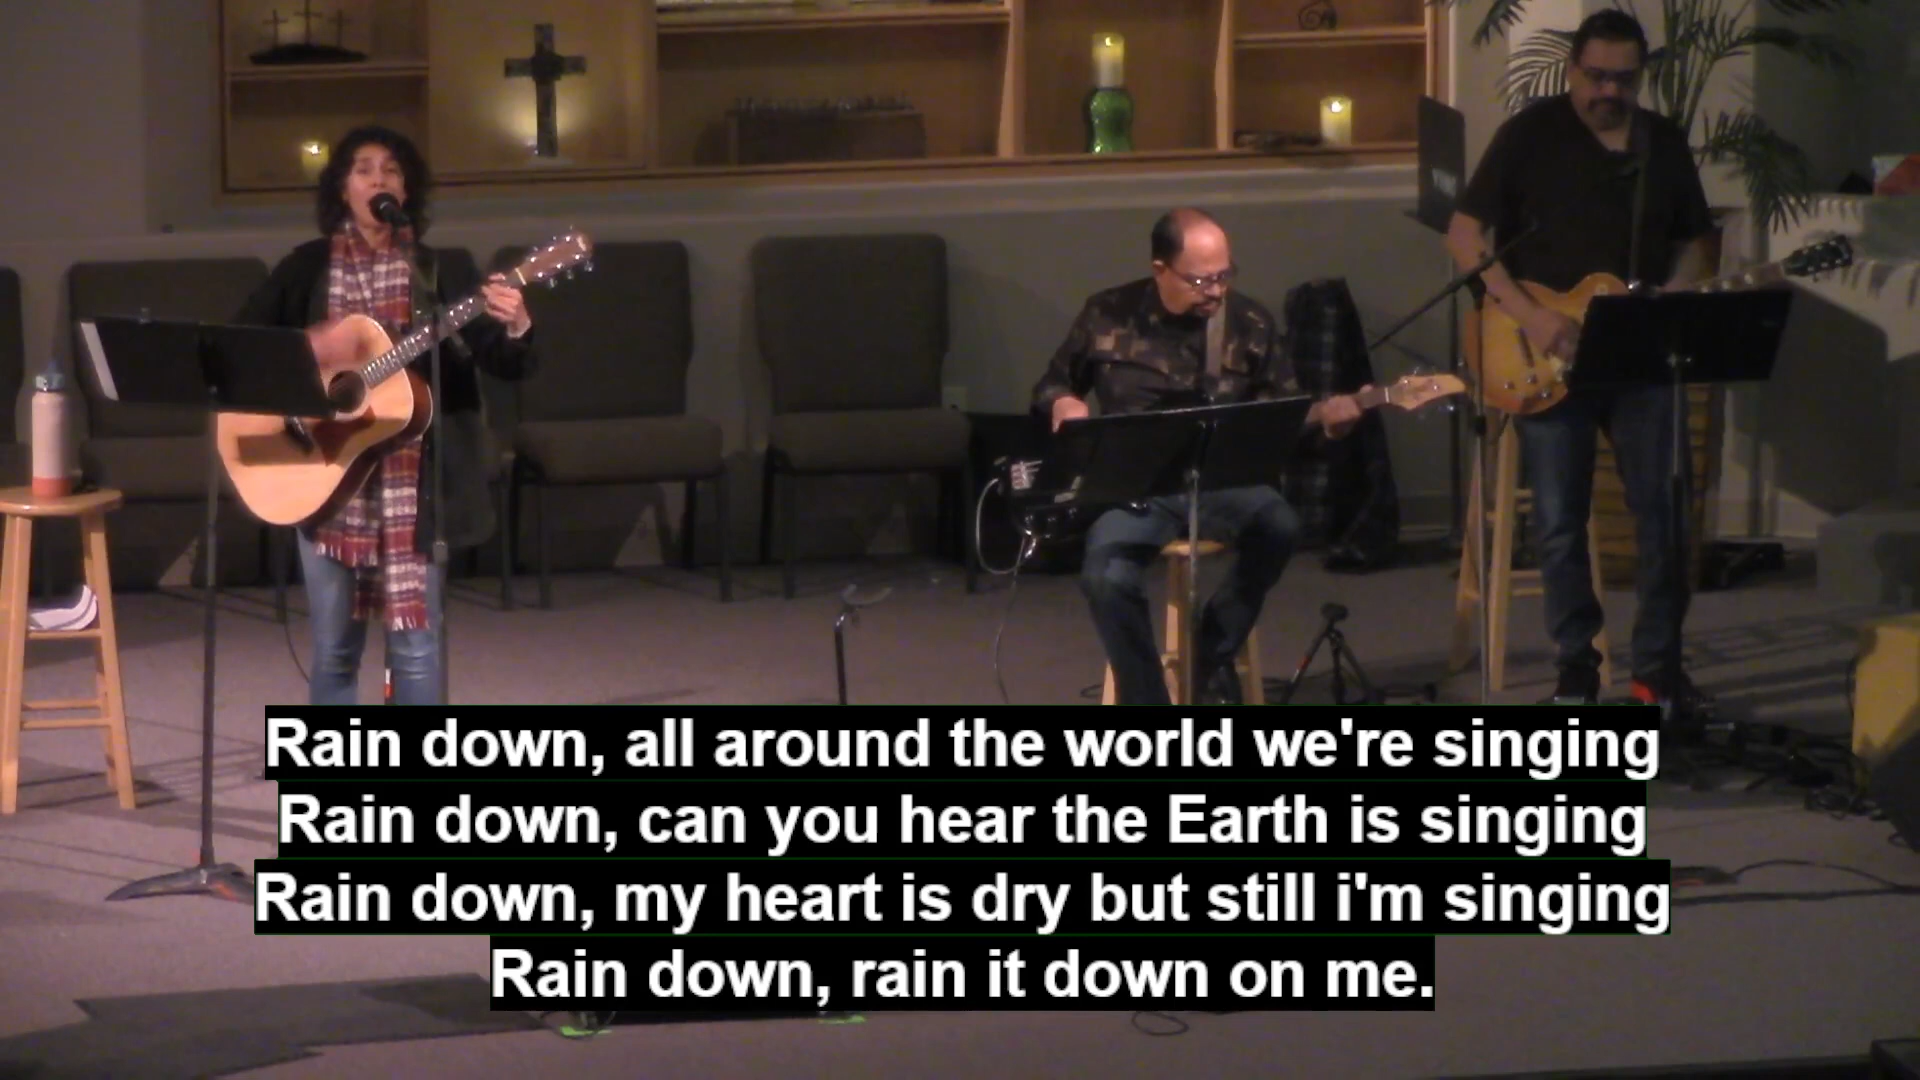 Rain down, all around the world we're singing
Rain down, can you hear the Earth is singing
Rain down, my heart is dry but still i'm singing
Rain down, rain it down on me.